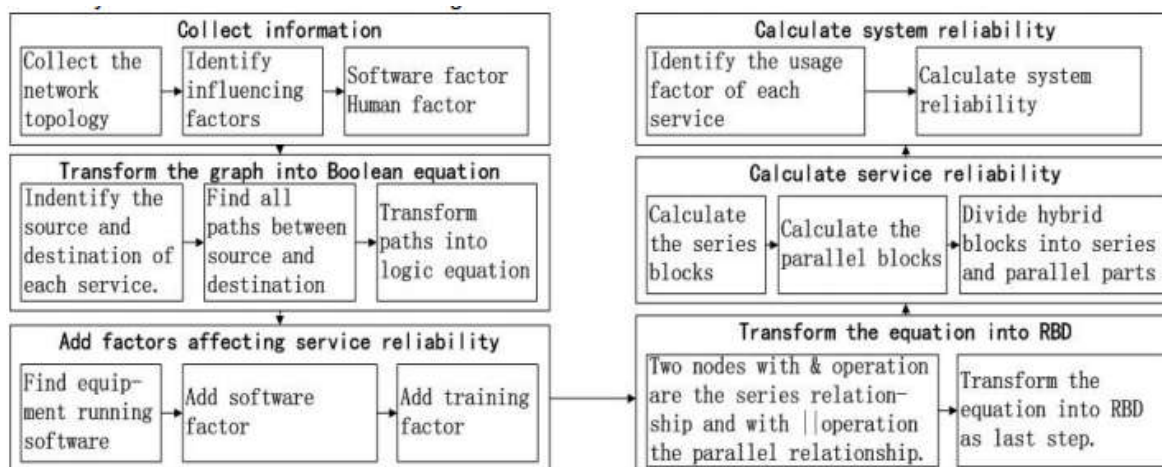 Collect information
Collect the
network
topology
Identify
influencing
factors
Software factor
Human factor
Transform the graph into Boolean equation
Indentify the
source and
destination of
each service.
Find all
paths between
source and
destination
Transform
paths into
logic equation
Add factors affecting service reliability
Find equip-
ment running
software
Add software
factor
Add training
factor
Transform the equation into RBD
Two nodes with & operation
are the series relation-
ship and with ||operation
the parallel relationship.
Transform the
equation into RBD
as last step.
Calculate service reliability
Calculate
the series
blocks
Calculate the
parallel blocks
Divide hybrid
blocks into series
and parallel parts
Calculate system reliability
Identify the usage
factor of each
service
Calculate system
reliability